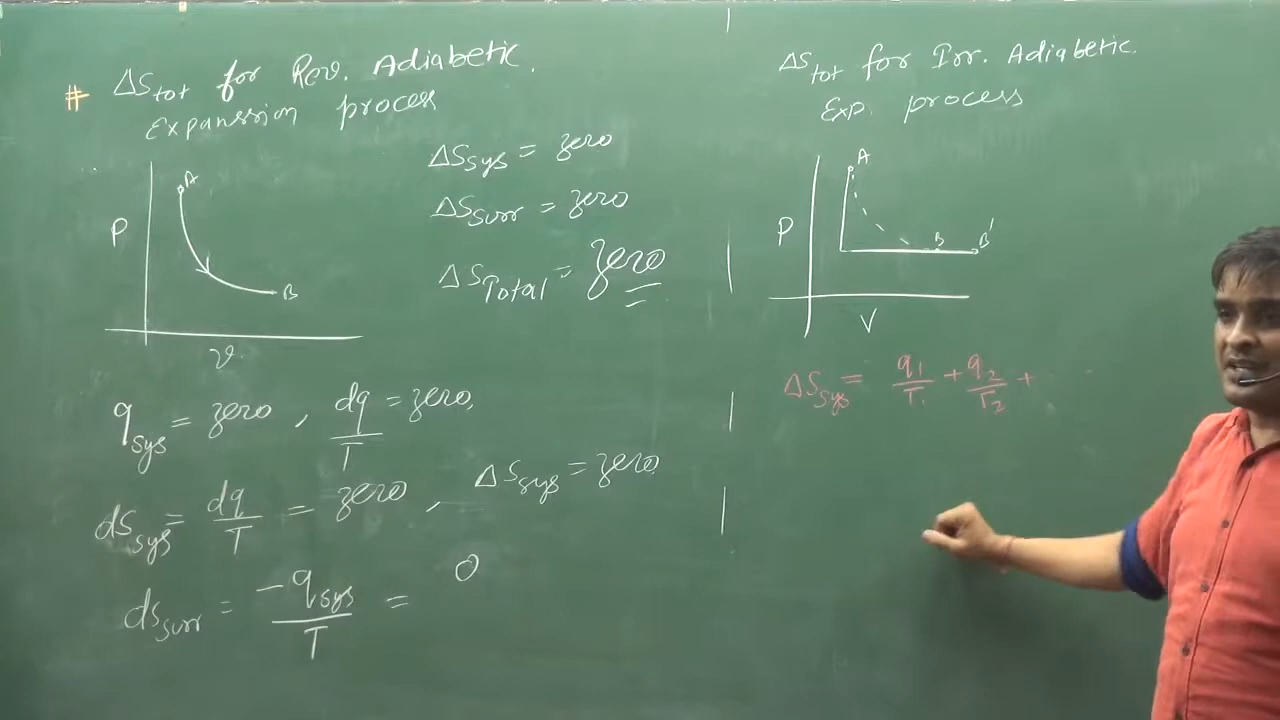 # ΔS_tot for Rev. Adiabetic
Expanssion process
ΔS_sys = zero
ΔS_surr = zero
ΔS_Total = zero
P
A
B
v
q_sys = zero , dq/T = zero,
dS_sys = dq/T = zero , ΔS_sys = zero
dS_surr = -q_sys/T = 0
ΔS_tot for Irr. Adiabetic.
Exp. process
P
A
B
B'
V
ΔS_sys = q1/T1 + q2/T2 +